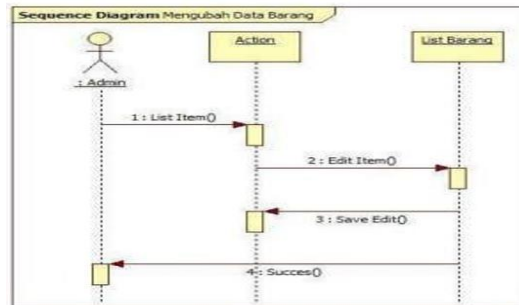 Sequence Diagram Mengubah Data Barang
Action
List Barang
: Admin
1 : List Item()
2 : Edit Item()
3 : Save Edit()
4 : Succes()